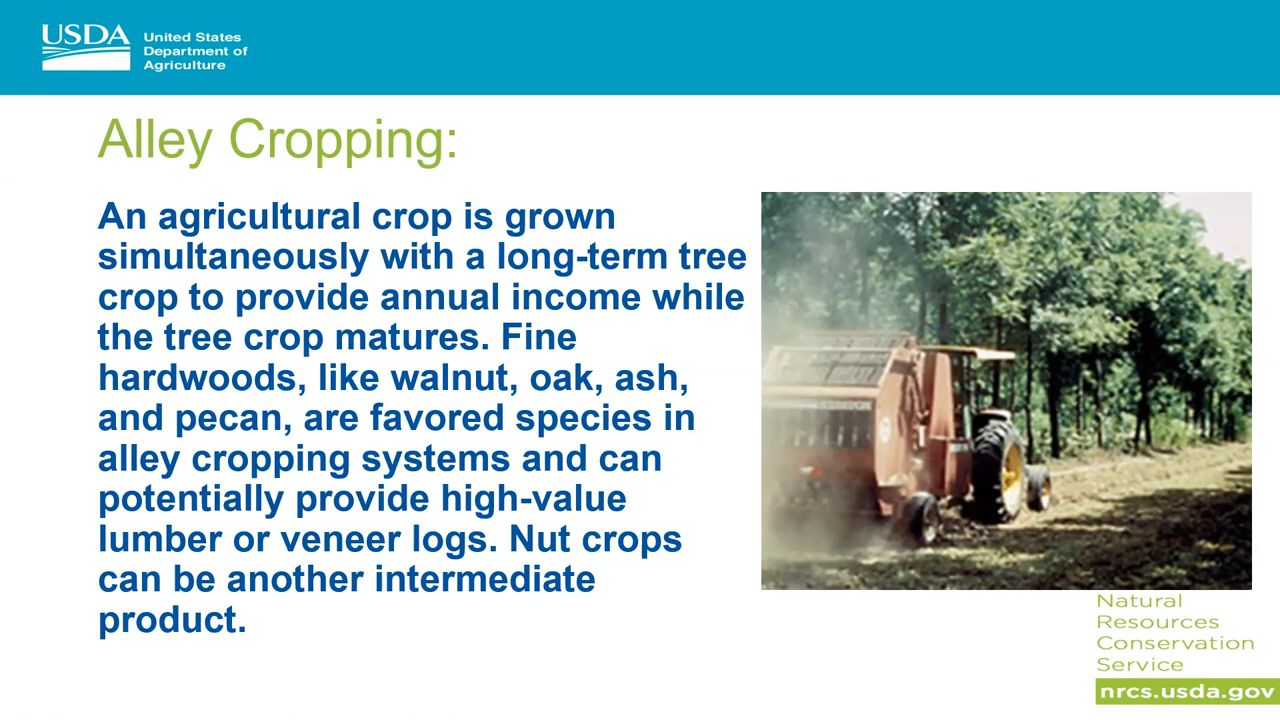 USDA
United States
Department of
Agriculture
Alley Cropping:
An agricultural crop is grown
simultaneously with a long-term tree
crop to provide annual income while
the tree crop matures. Fine
hardwoods, like walnut, oak, ash,
and pecan, are favored species in
alley cropping systems and can
potentially provide high-value
lumber or veneer logs. Nut crops
can be another intermediate
product.
Natural
Resources
Conservation
Service
nrcs.usda.gov